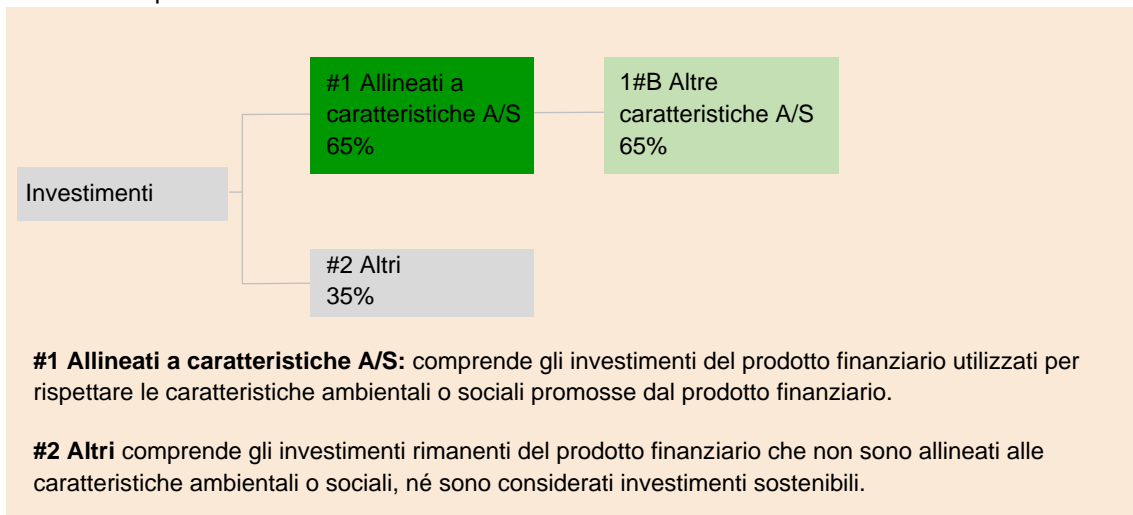 #1 Allineati a
caratteristiche A/S
65%
1#B Altre
caratteristiche A/S
65%
Investimenti
#2 Altri
35%
#1 Allineati a caratteristiche A/S: comprende gli investimenti del prodotto finanziario utilizzati per
rispettare le caratteristiche ambientali o sociali promosse dal prodotto finanziario.
#2 Altri comprende gli investimenti rimanenti del prodotto finanziario che non sono allineati alle
caratteristiche ambientali o sociali, né sono considerati investimenti sostenibili.